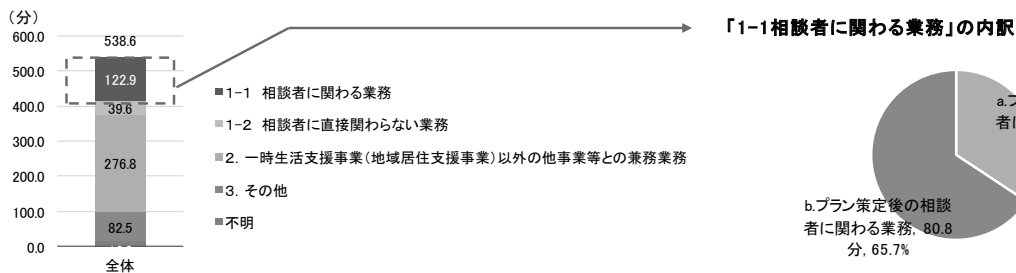 (分)
「1-1相談者に関わる業務」の内訳
600.0
538.6
500.0
122.9
400.0
39.6
300.0
276.8
200.0
100.0
82.5
0.0
全体
■1-1 相談者に関わる業務
■1-2 相談者に直接関わらない業務
■2. 一時生活支援事業(地域居住支援事業)以外の他事業等との兼務業務
■3. その他
■不明
a.プ
者に
b.プラン策定後の相談
者に関わる業務, 80.8
分, 65.7%